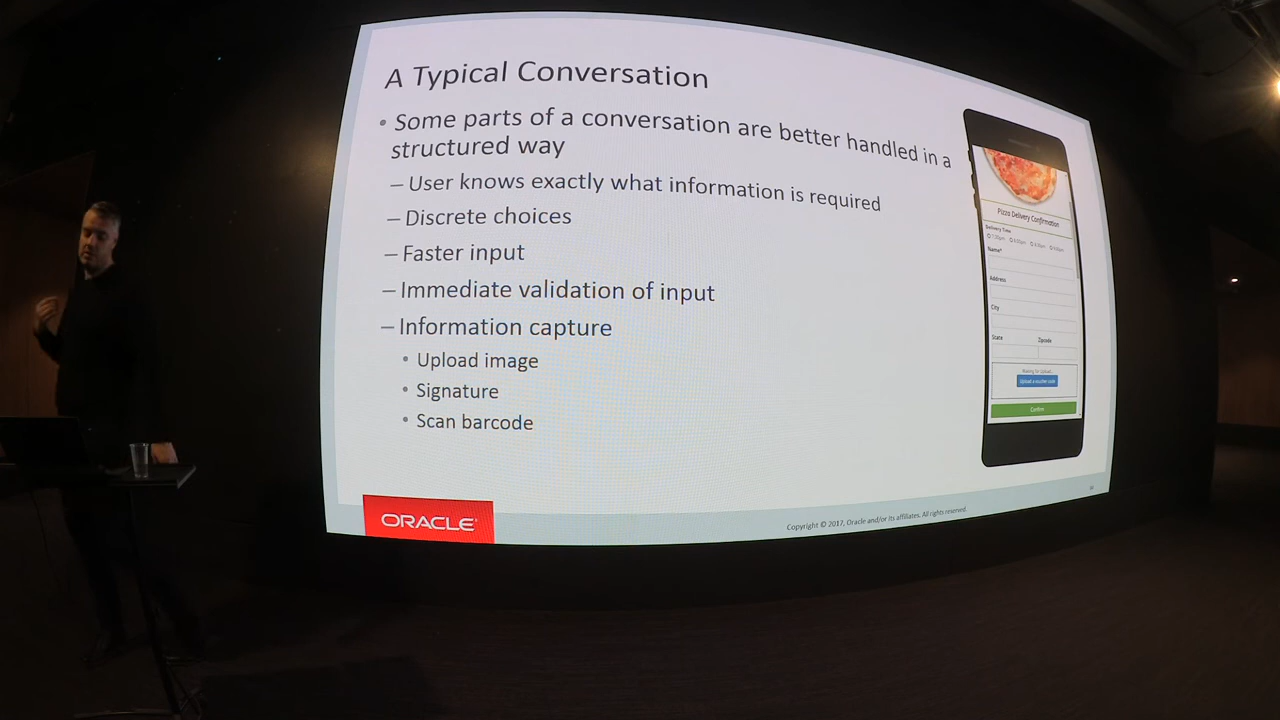 A Typical Conversation
• Some parts of a conversation are better handled in a
structured way
– User knows exactly what information is required
– Discrete choices
– Faster input
– Immediate validation of input
– Information capture
• Upload image
• Signature
• Scan barcode
Pizza Delivery Confirmation
Delivery Time
Name*
Address
City
State Zipcode
Confirm
ORACLE
Copyright © 2017, Oracle and/or its affiliates. All rights reserved.